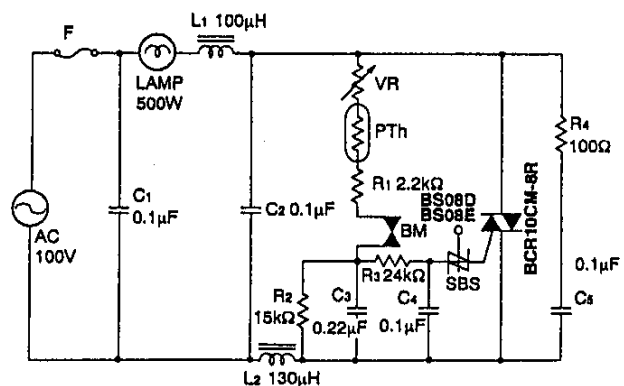 F
L1 100μH
LAMP
500W
VR
PTh
R4
100Ω
C1
0.1μF
C2 0.1μF
R1 2.2kΩ
BS08D
BS08E
BM
BCR10CM-8R
AC
100V
R3 24kΩ
SBS
0.1μF
R2
15kΩ
C3
0.22μF
C4
0.1μF
C5
L2 130μH